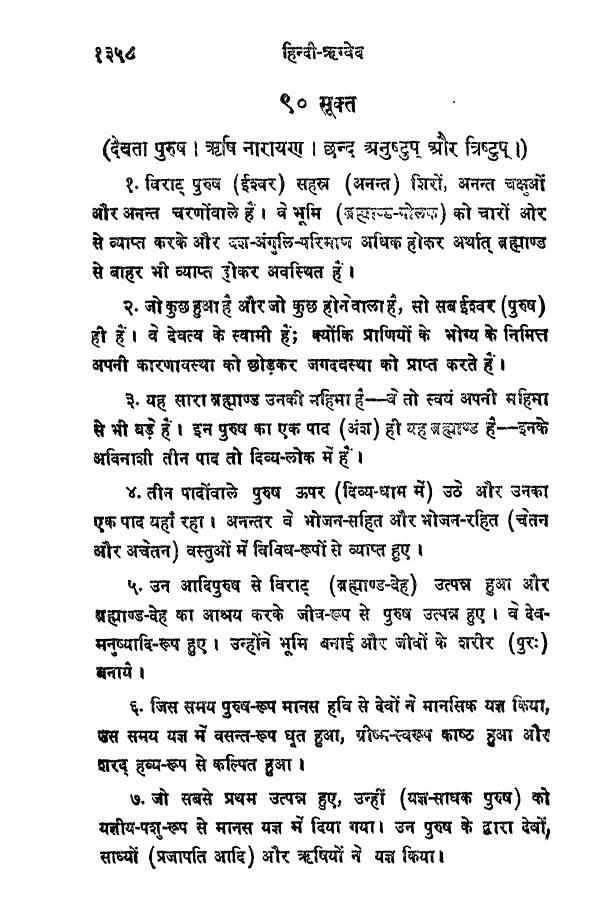 १३५८ हिन्दी-ऋग्वेद
९० सूक्त
(देवता पुरुष। ऋषि नारायण। छन्द अनुष्टुप् और त्रिष्टुप्।)
१. विराट् पुरुष (ईश्वर) सहस्र (अनन्त) शिरों, अनन्त चक्षुओं
और अनन्त चरणोंवाले हैं। वे भूमि (ब्रह्माण्ड-गोलक) को चारों ओर
से व्याप्त करके और दश-अंगुलि-परिमाण अधिक होकर अर्थात् ब्रह्माण्ड
से बाहर भी व्याप्त होकर अवस्थित हैं।
२. जो कुछ हुआ है और जो कुछ होनेवाला है, सो सब ईश्वर (पुरुष)
ही हैं। वे देवत्व के स्वामी हैं; क्योंकि प्राणियों के भोग्य के निमित्त
अपनी कारणावस्था को छोड़कर जगदवस्था को प्राप्त करते हैं।
३. यह सारा ब्रह्माण्ड उनकी महिमा है—वे तो स्वयं अपनी महिमा
से भी बड़े हैं। इन पुरुष का एक पाद (अंश) ही यह ब्रह्माण्ड है—इनके
अविनाशी तीन पाद तो दिव्य-लोक में हैं।
४. तीन पादोंवाले पुरुष ऊपर (दिव्य-धाम में) उठे और उनका
एक पाद यहाँ रहा। अनन्तर वे भोजन-सहित और भोजन-रहित (चेतन
और अचेतन) वस्तुओं में विविध-रूपों से व्याप्त हुए।
५. उन आदिपुरुष से विराट् (ब्रह्माण्ड-देह) उत्पन्न हुआ और
ब्रह्माण्ड-देह का आश्रय करके जीव-रूप से पुरुष उत्पन्न हुए। वे देव-
मनुष्यादि-रूप हुए। उन्होंने भूमि बनाई और जीवों के शरीर (पुरः)
बनाये।
६. जिस समय पुरुष-रूप मानस हवि से देवों ने मानसिक यज्ञ किया,
उस समय यज्ञ में वसन्त-रूप घृत हुआ, ग्रीष्म-स्वरूप काष्ठ हुआ और
शरद् हव्य-रूप से कल्पित हुआ।
७. जो सबसे प्रथम उत्पन्न हुए, उन्हीं (यज्ञ-साधक पुरुष) को
यज्ञीय-पशु-रूप से मानस यज्ञ में दिया गया। उन पुरुष के द्वारा देवों,
साध्यों (प्रजापति आदि) और ऋषियों ने यज्ञ किया।